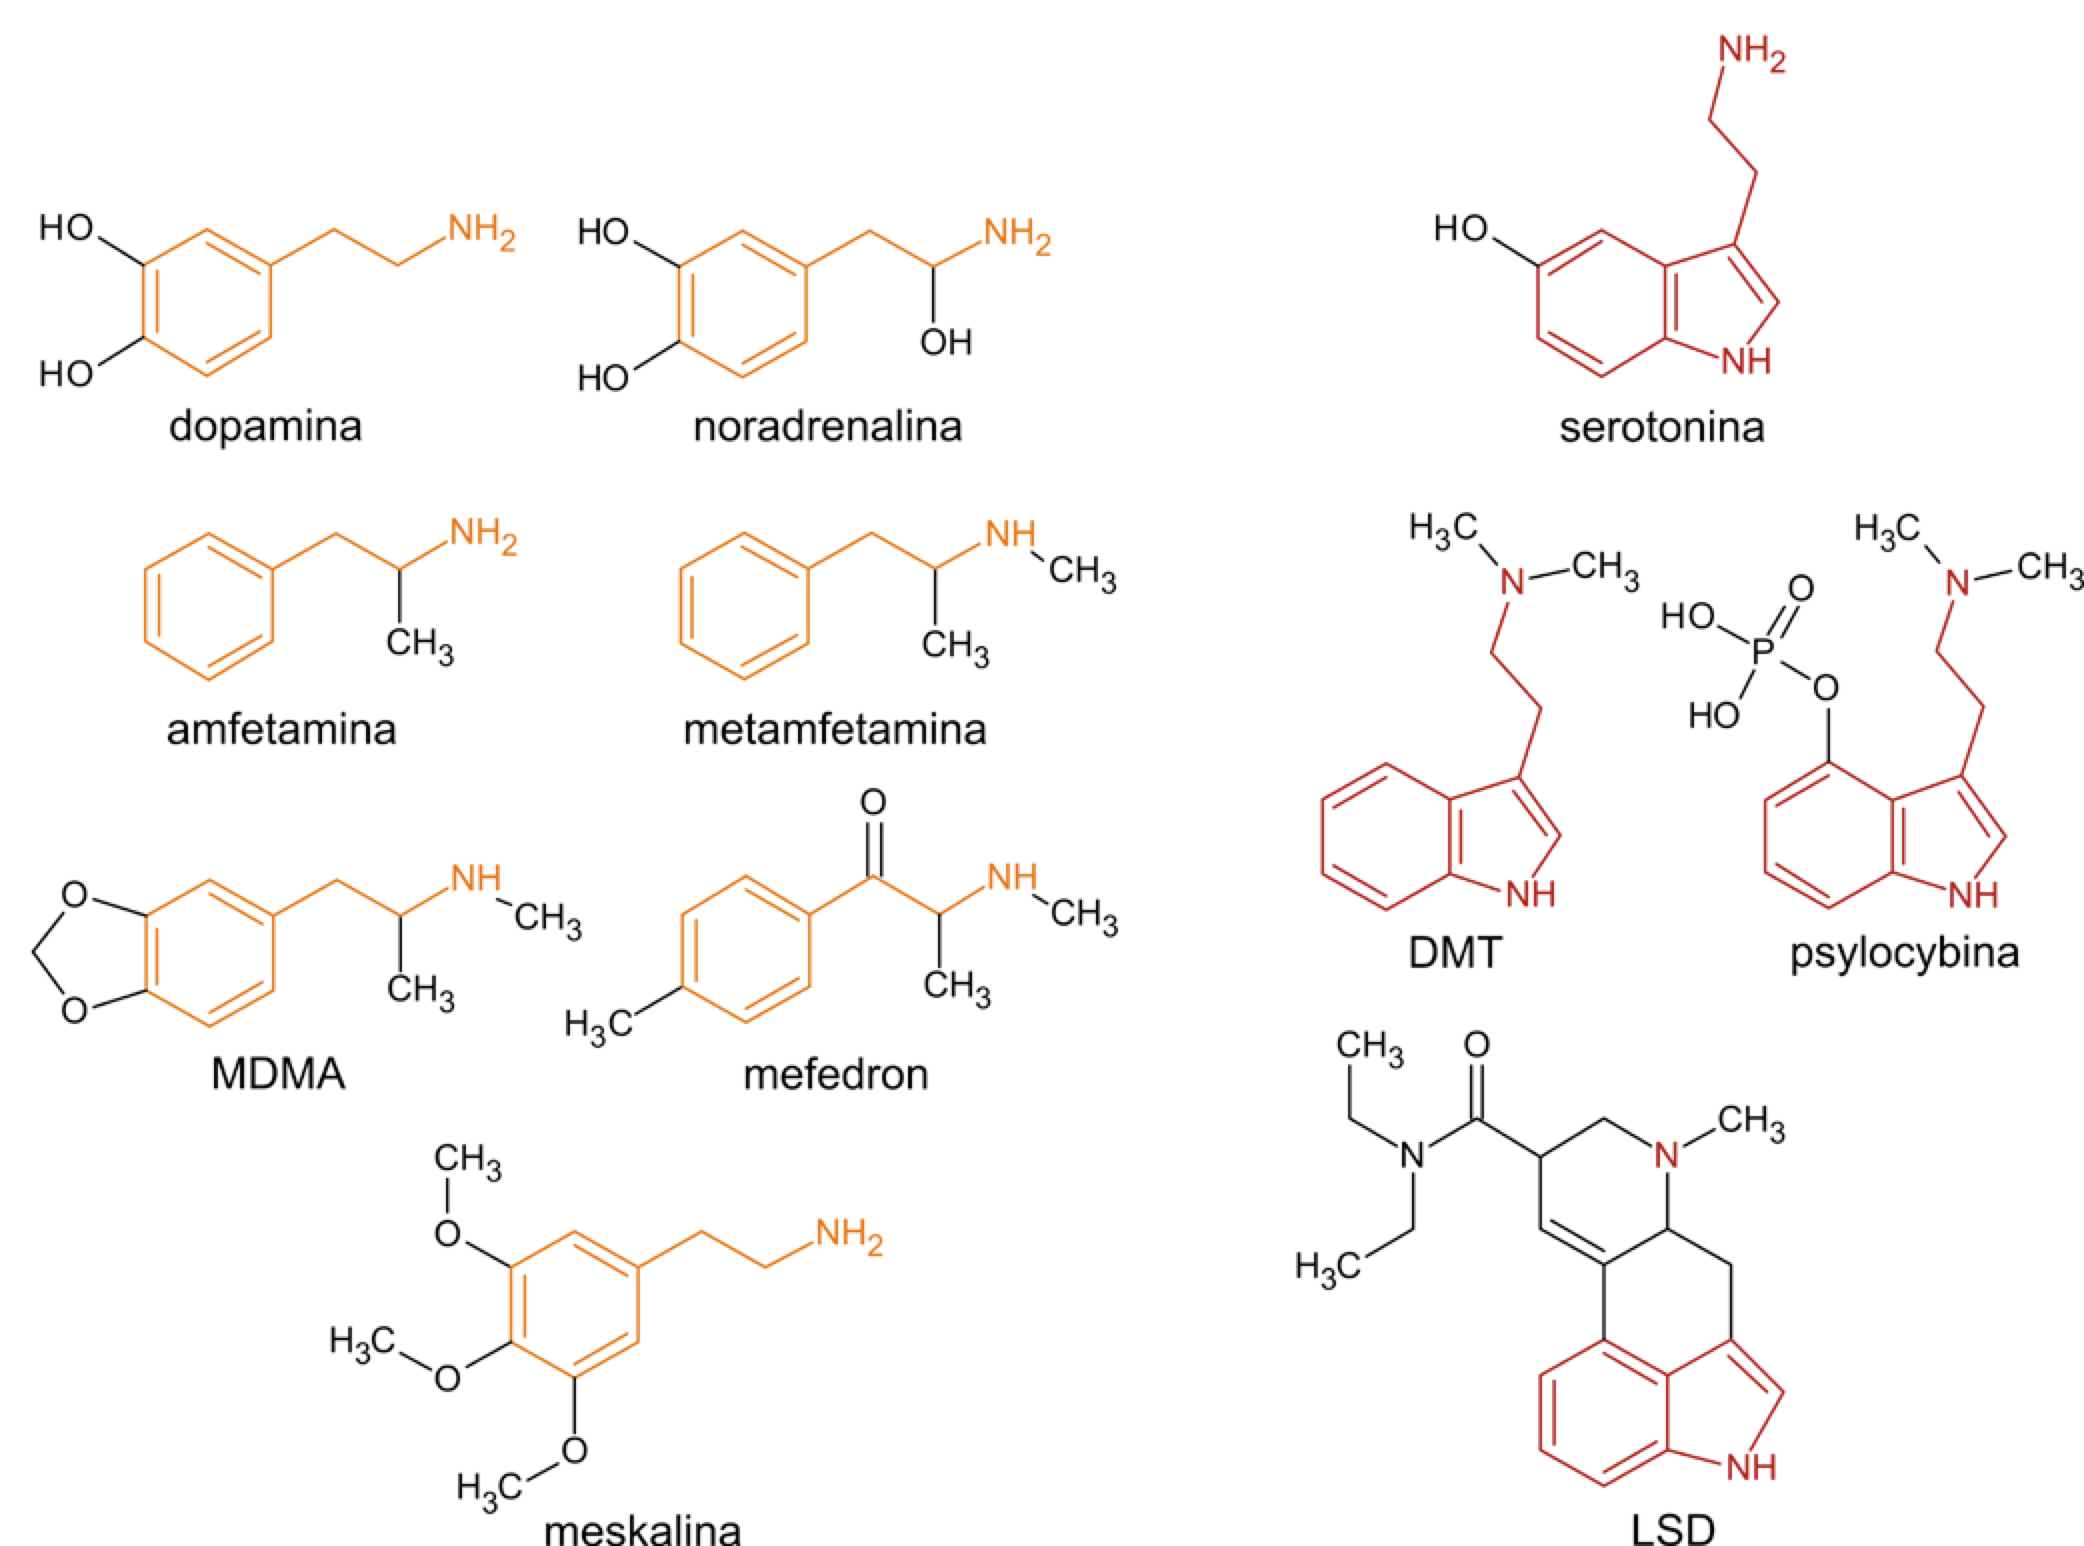 HO
HO
NH2
dopamina
HO
HO
NH2
OH
noradrenalina
NH2
HO
NH
serotonina
NH2
CH3
amfetamina
NH
CH3
CH3
metamfetamina
H3C
N
CH3
NH
DMT
H3C
N
CH3
O
HO
P
O
HO
NH
psylocybina
O
O
NH
CH3
CH3
MDMA
O
NH
CH3
CH3
H3C
mefedron
CH3
O
H3C
O
O
H3C
NH2
meskalina
CH3
O
N
H3C
N
CH3
NH
LSD